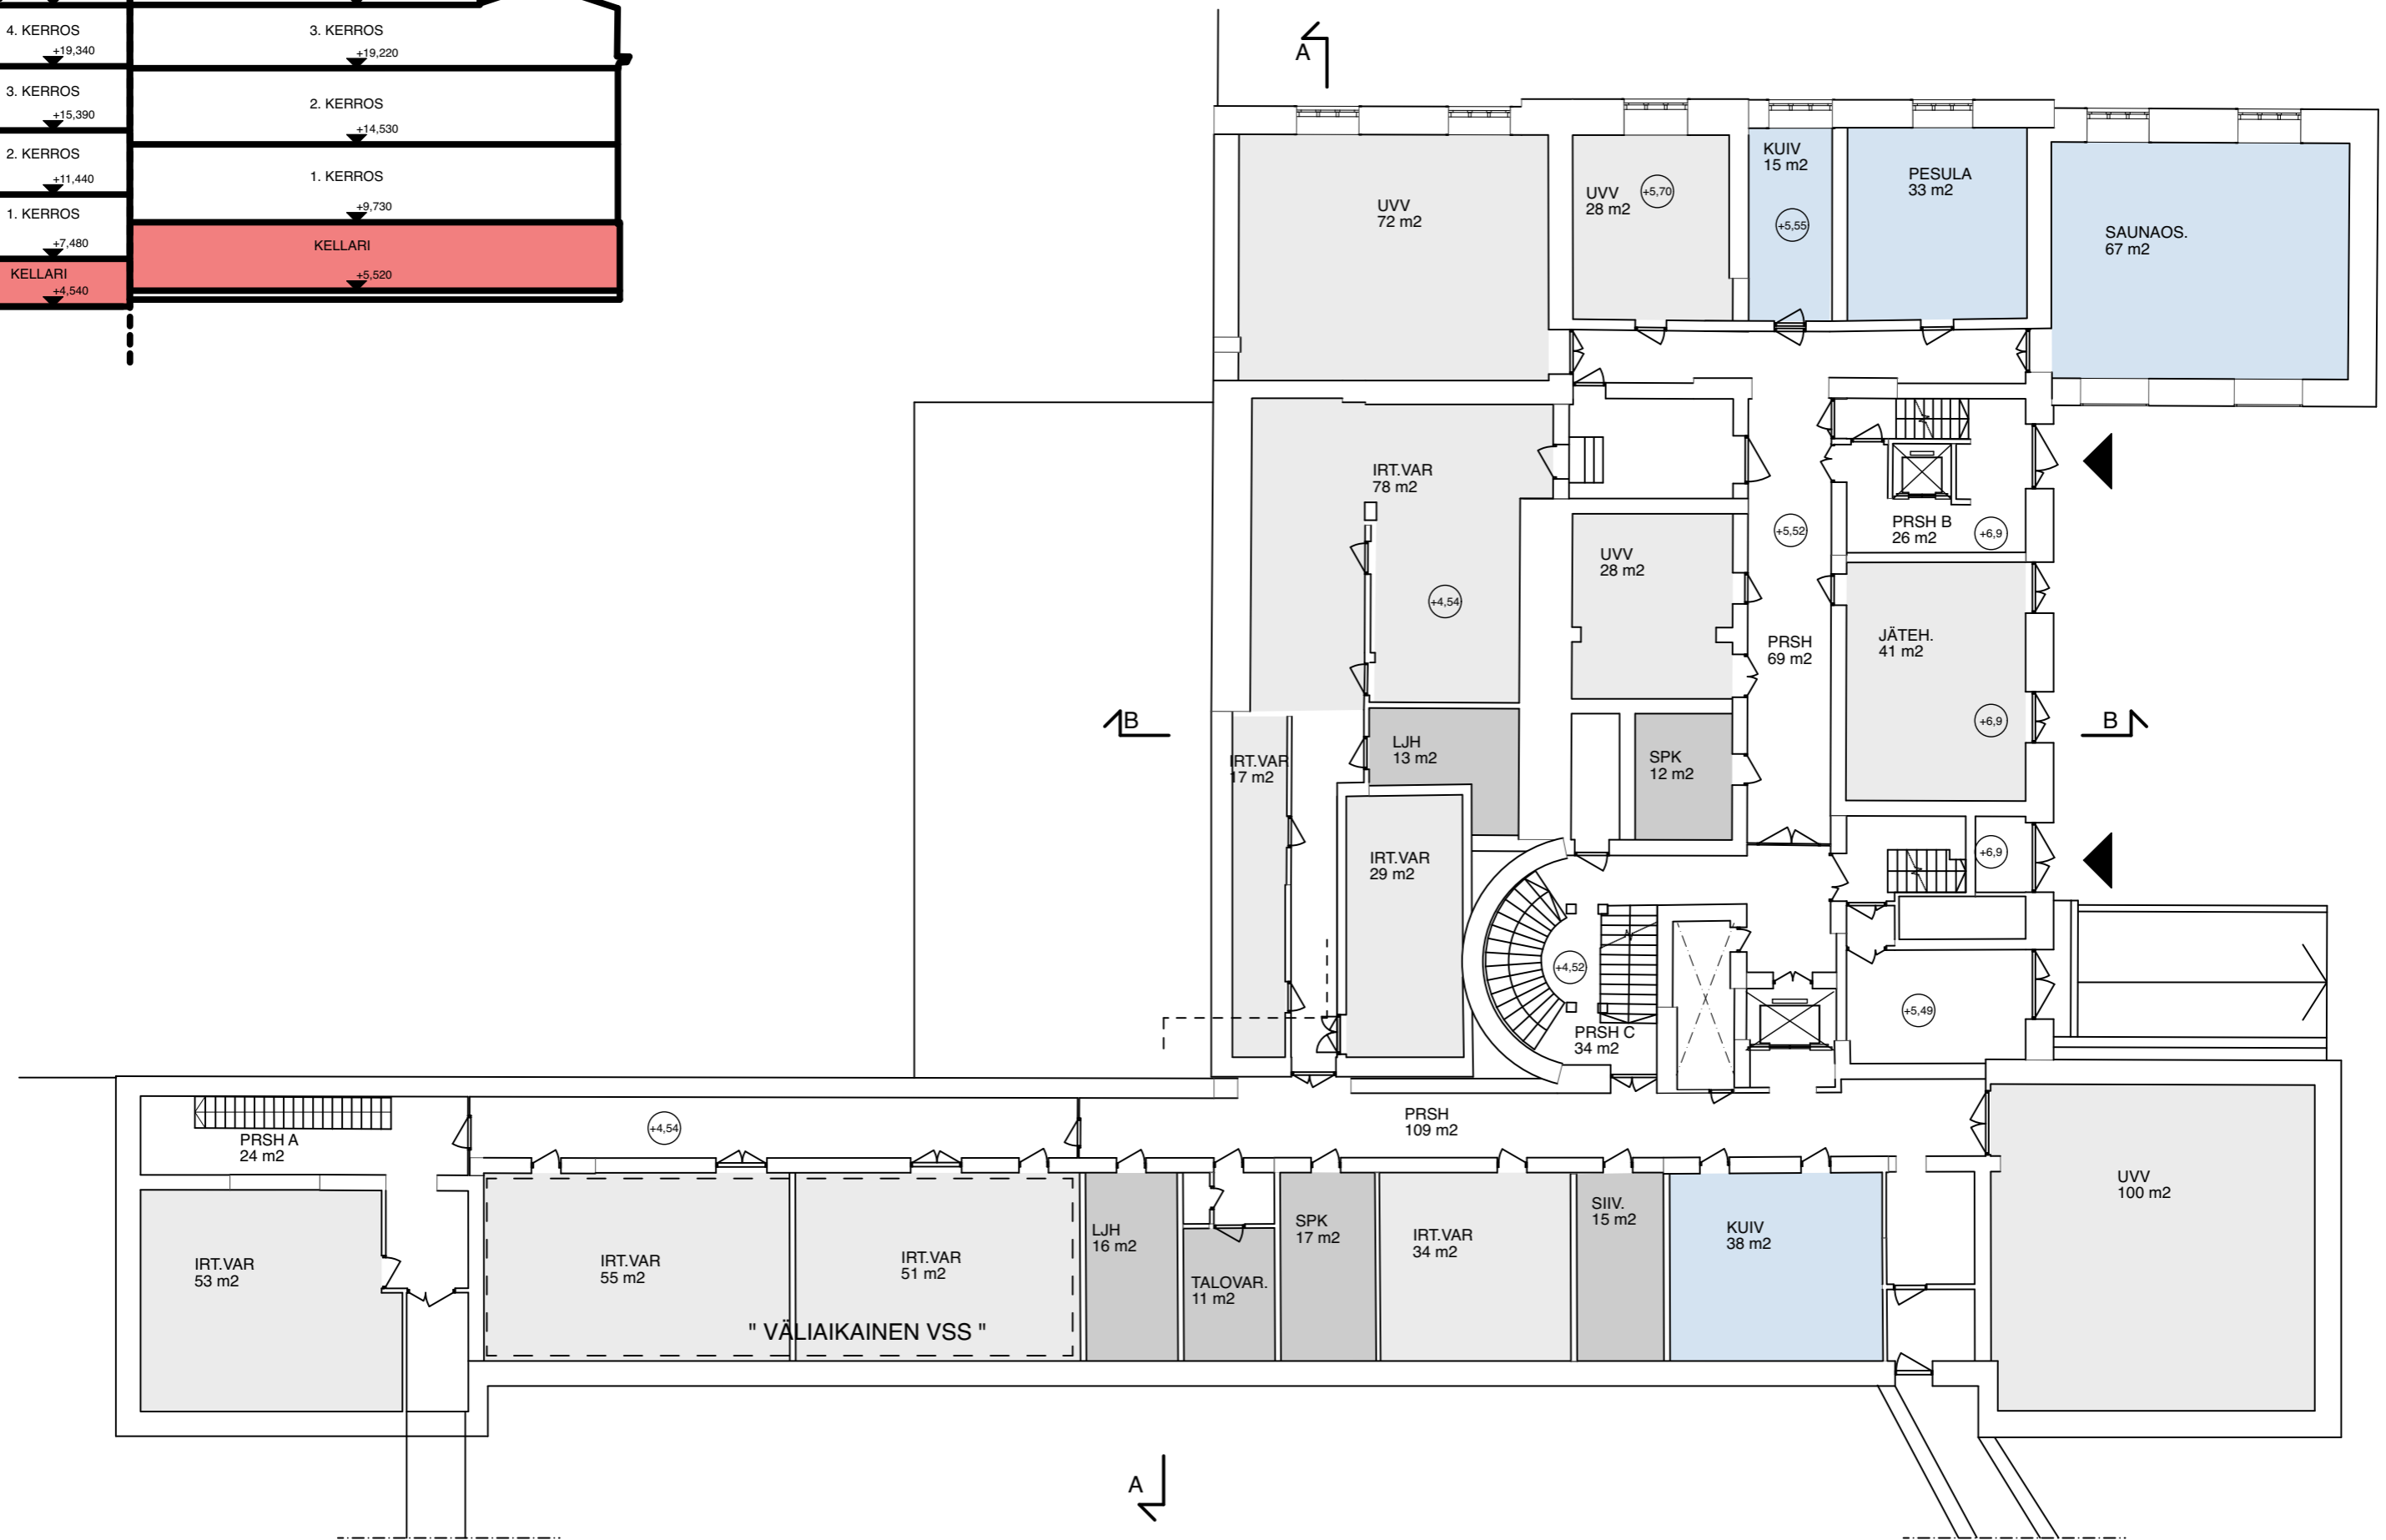 4. KERROS
+19,340
3. KERROS
+15,390
2. KERROS
+11,440
1. KERROS
+7,480
KELLARI
+4,540
3. KERROS
+19,220
2. KERROS
+14,530
1. KERROS
+9,730
KELLARI
+5,520
A
UVV
72 m2
UVV
28 m2
+5,70
KUIV
15 m2
+5,55
PESULA
33 m2
SAUNAOS.
67 m2
IRT.VAR
78 m2
+4,54
UVV
28 m2
+5,52
PRSH
69 m2
PRSH B
26 m2
+6,9
JÄTEH.
41 m2
+6,9
B
B
IRT.VAR
17 m2
LJH
13 m2
SPK
12 m2
IRT.VAR
29 m2
+6,9
+4,52
PRSH C
34 m2
+5,49
PRSH A
24 m2
+4,54
PRSH
109 m2
IRT.VAR
53 m2
IRT.VAR
55 m2
IRT.VAR
51 m2
" VÄLIAIKAINEN VSS "
LJH
16 m2
TALOVAR.
11 m2
SPK
17 m2
IRT.VAR
34 m2
SIIV.
15 m2
KUIV
38 m2
UVV
100 m2
A